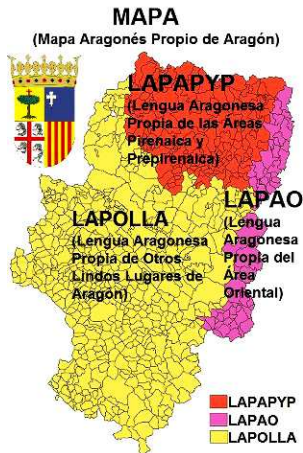 MAPA
(Mapa Aragonés Propio de Aragón)
LAPAPYP
(Lengua Aragonesa
Propia de las Áreas
Pirenaica y
Prepirenaica)
LAPAO
(Lengua
Aragonesa
Propia del
Área
Oriental)
LAPOLLA
(Lengua Aragonesa
Propia de Otros
Lindos Lugares de
Aragón)
LAPAPYP
LAPAO
LAPOLLA